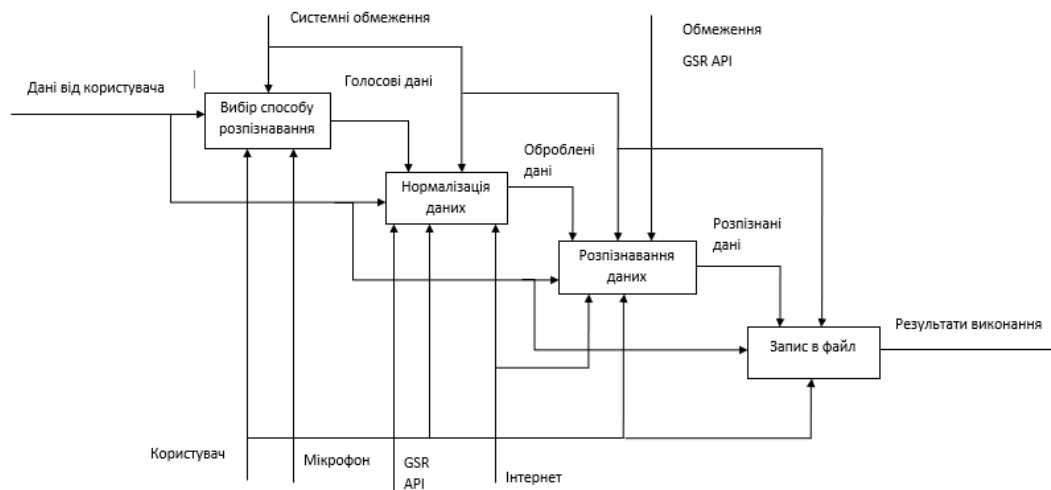 Системні обмеження
Обмеження
GSR API
Дані від користувача
Голосові дані
Вибір способу
розпізнавання
Оброблені
дані
Нормалізація
даних
Розпізнані
дані
Розпізнавання
даних
Результати виконання
Запис в файл
Користувач
Мікрофон
GSR
API
Інтернет